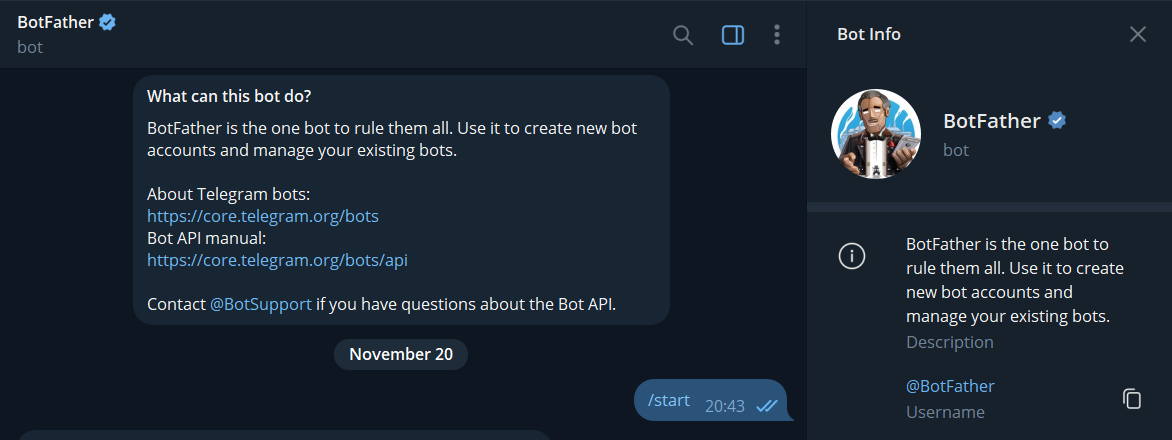 BotFather
bot
What can this bot do?
BotFather is the one bot to rule them all. Use it to create new bot
accounts and manage your existing bots.
About Telegram bots:
https://core.telegram.org/bots
Bot API manual:
https://core.telegram.org/bots/api
Contact @BotSupport if you have questions about the Bot API.
November 20
/start 20:43
Bot Info
BotFather
bot
BotFather is the one bot to
rule them all. Use it to create
new bot accounts and
manage your existing bots.
Description
@BotFather
Username